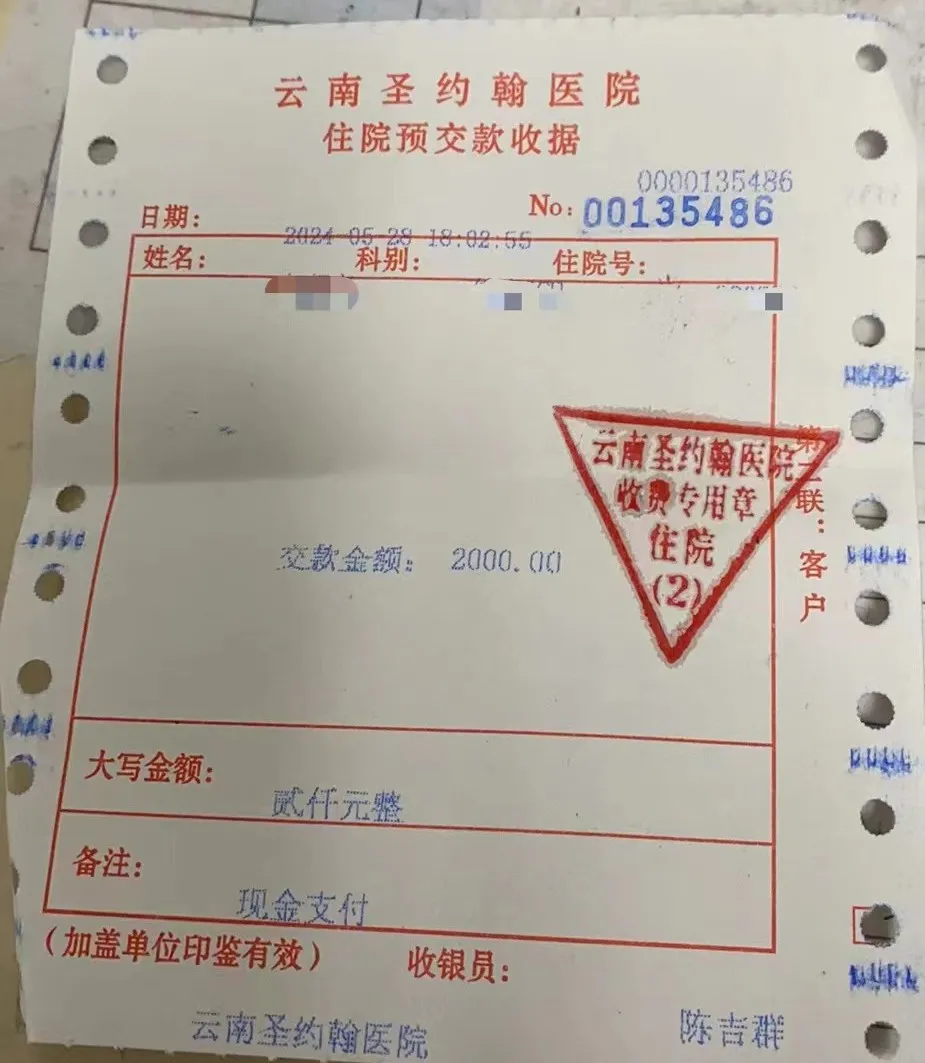 云南圣约翰医院
住院预交款收据
0000135486
No: 00135486
日期:
2024-05-28 18:02:55
姓名: 科别: 住院号:
云南圣约翰医院
收费专用章
住院
(2)
第二联:客户
交款金额: 2000.00
大写金额:
贰仟元整
备注:
现金支付
(加盖单位印鉴有效) 收银员:
云南圣约翰医院 陈吉群